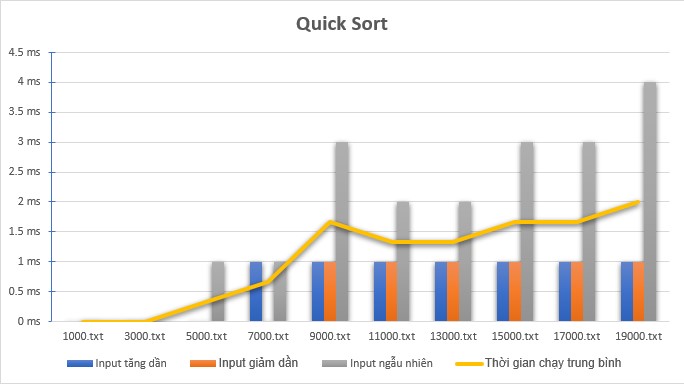 Quick Sort
4.5 ms
4 ms
3.5 ms
3 ms
2.5 ms
2 ms
1.5 ms
1 ms
0.5 ms
0 ms
1000.txt 3000.txt 5000.txt 7000.txt 9000.txt 11000.txt 13000.txt 15000.txt 17000.txt 19000.txt
Input tăng dần Input giảm dần Input ngẫu nhiên Thời gian chạy trung bình